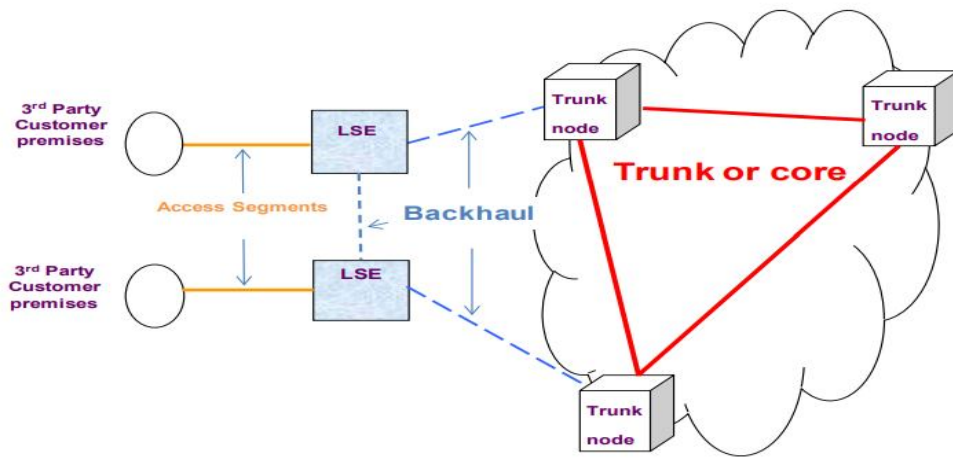 3rd Party
Customer
premises
LSE
Trunk
node
Trunk
node
Trunk or core
Access Segments
Backhaul
3rd Party
Customer
premises
LSE
Trunk
node